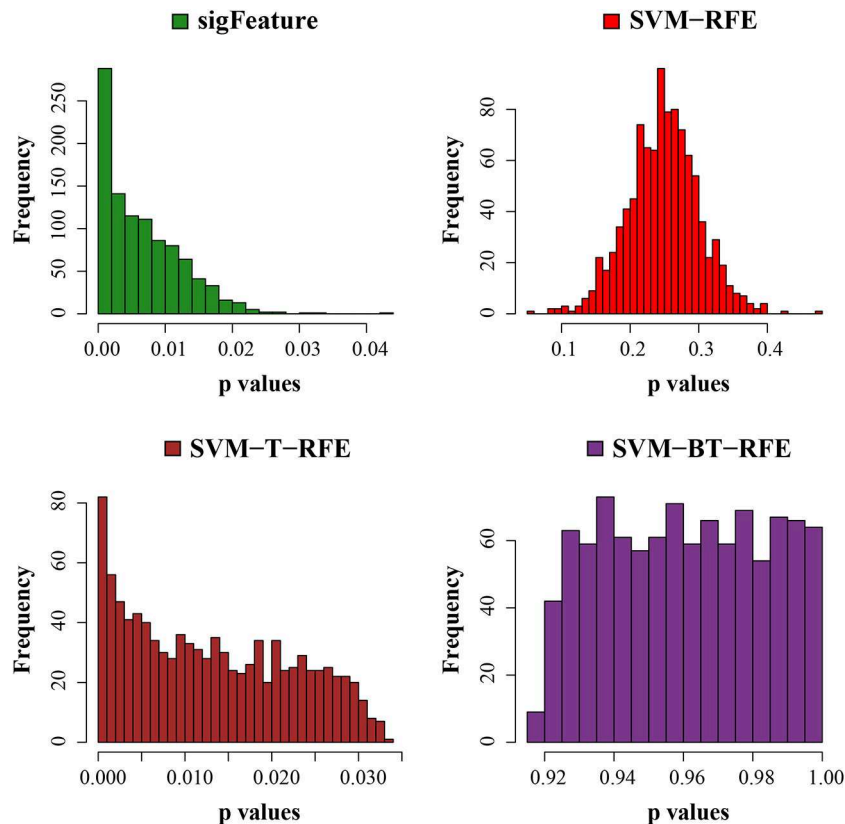 sigFeature
Frequency
0 50 100 150 200 250
0.00 0.01 0.02 0.03 0.04
p values
SVM−RFE
Frequency
0 20 40 60 80
0.1 0.2 0.3 0.4
p values
SVM−T−RFE
Frequency
0 20 40 60 80
0.000 0.010 0.020 0.030
p values
SVM−BT−RFE
Frequency
0 20 40 60
0.92 0.94 0.96 0.98 1.00
p values